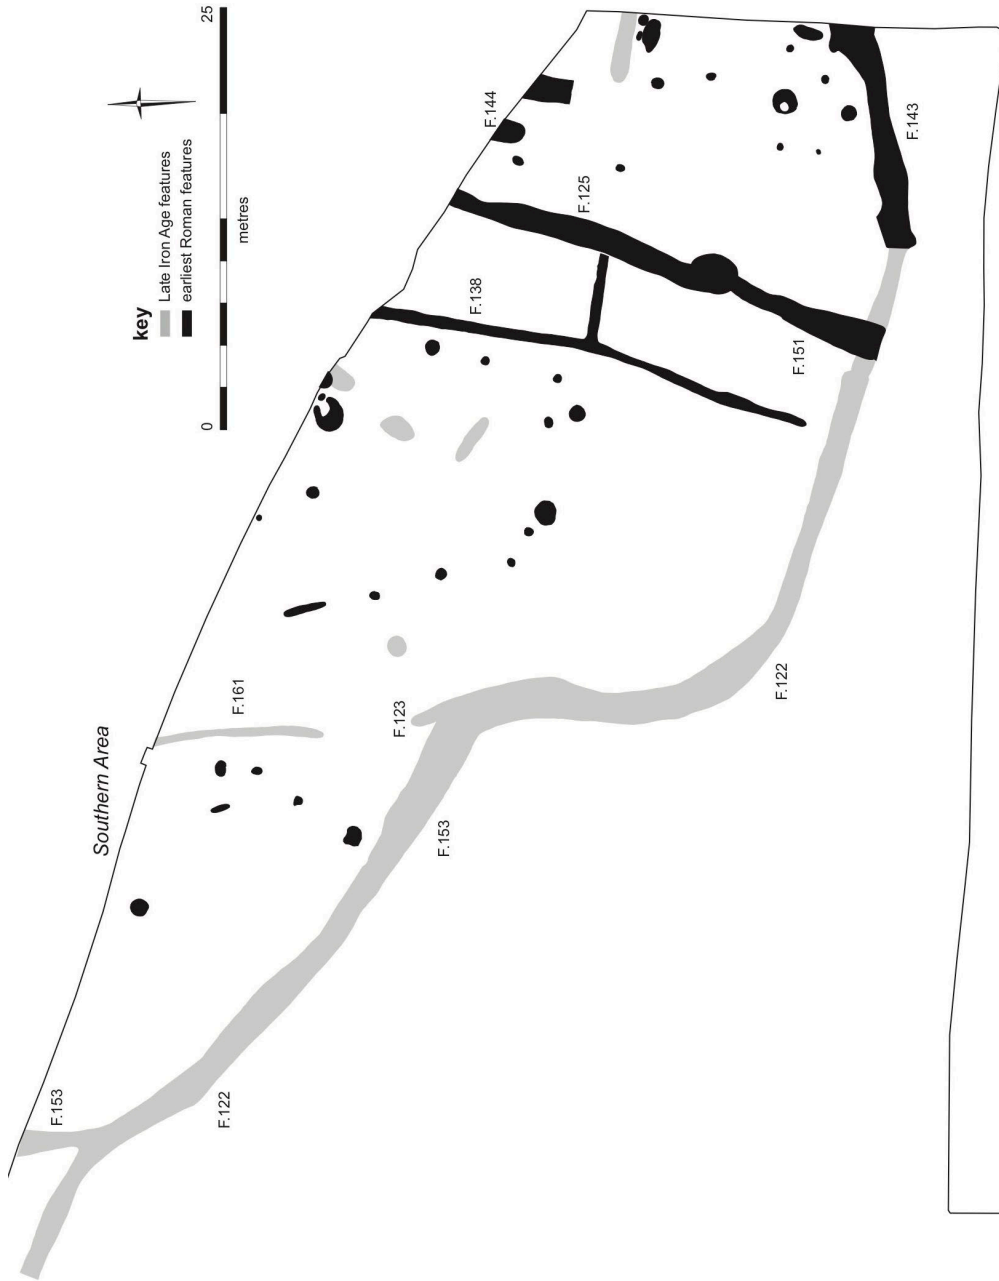 25
0
metres
key
Late Iron Age features
earliest Roman features
Southern Area
F.144
F.125
F.143
F.138
F.151
F.161
F.123
F.122
F.153
F.153
F.122